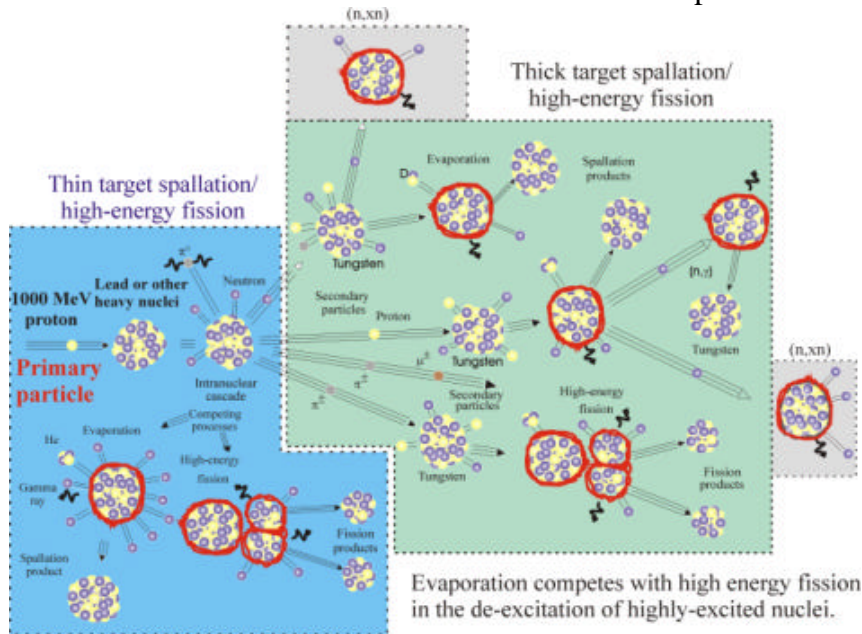 (n,xn)
Thick target spallation/
high-energy fission
Thin target spallation/
high-energy fission
Evaporation
Spallation
products
D
Tungsten
π°
Neutron
1000 MeV
proton
Lead or other
heavy nuclei
Primary
particle
Intranuclear
cascade
Secondary
particles
Proton
Tungsten
(n,γ)
Tungsten
μ±
π±
π±
Secondary
particles
Tungsten
(n,xn)
High-energy
fission
Fission
products
Competing
processes
Evaporation
He
Gamma
ray
High-energy
fission
Fission
products
Spallation
product
Evaporation competes with high energy fission
in the de-excitation of highly-excited nuclei.